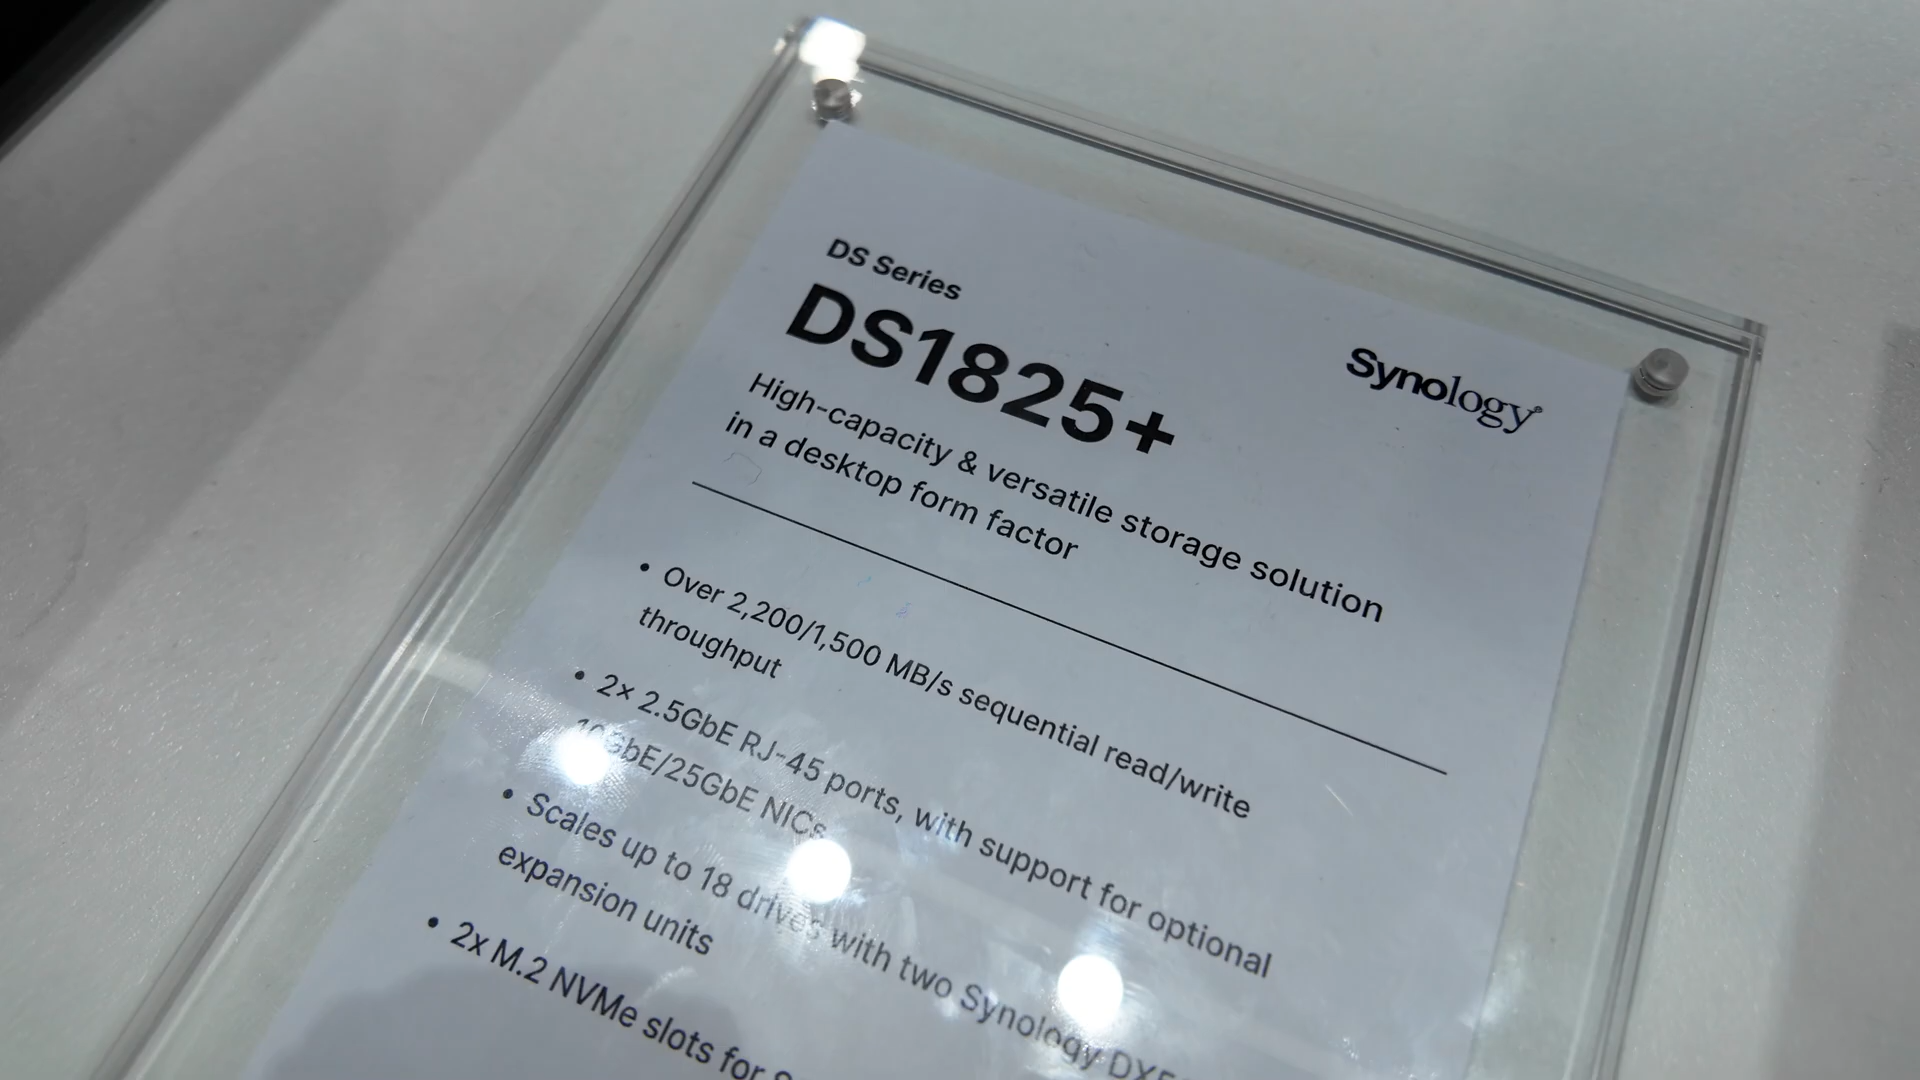 DS Series
DS1825+
Synology
High-capacity & versatile storage solution
in a desktop form factor
• Over 2,200/1,500 MB/s sequential read/write
throughput
• 2x 2.5GbE RJ-45 ports, with support for optional
10GbE/25GbE NICs
• Scales up to 18 drives with two Synology
expansion units
• 2x M.2 NVMe slots for